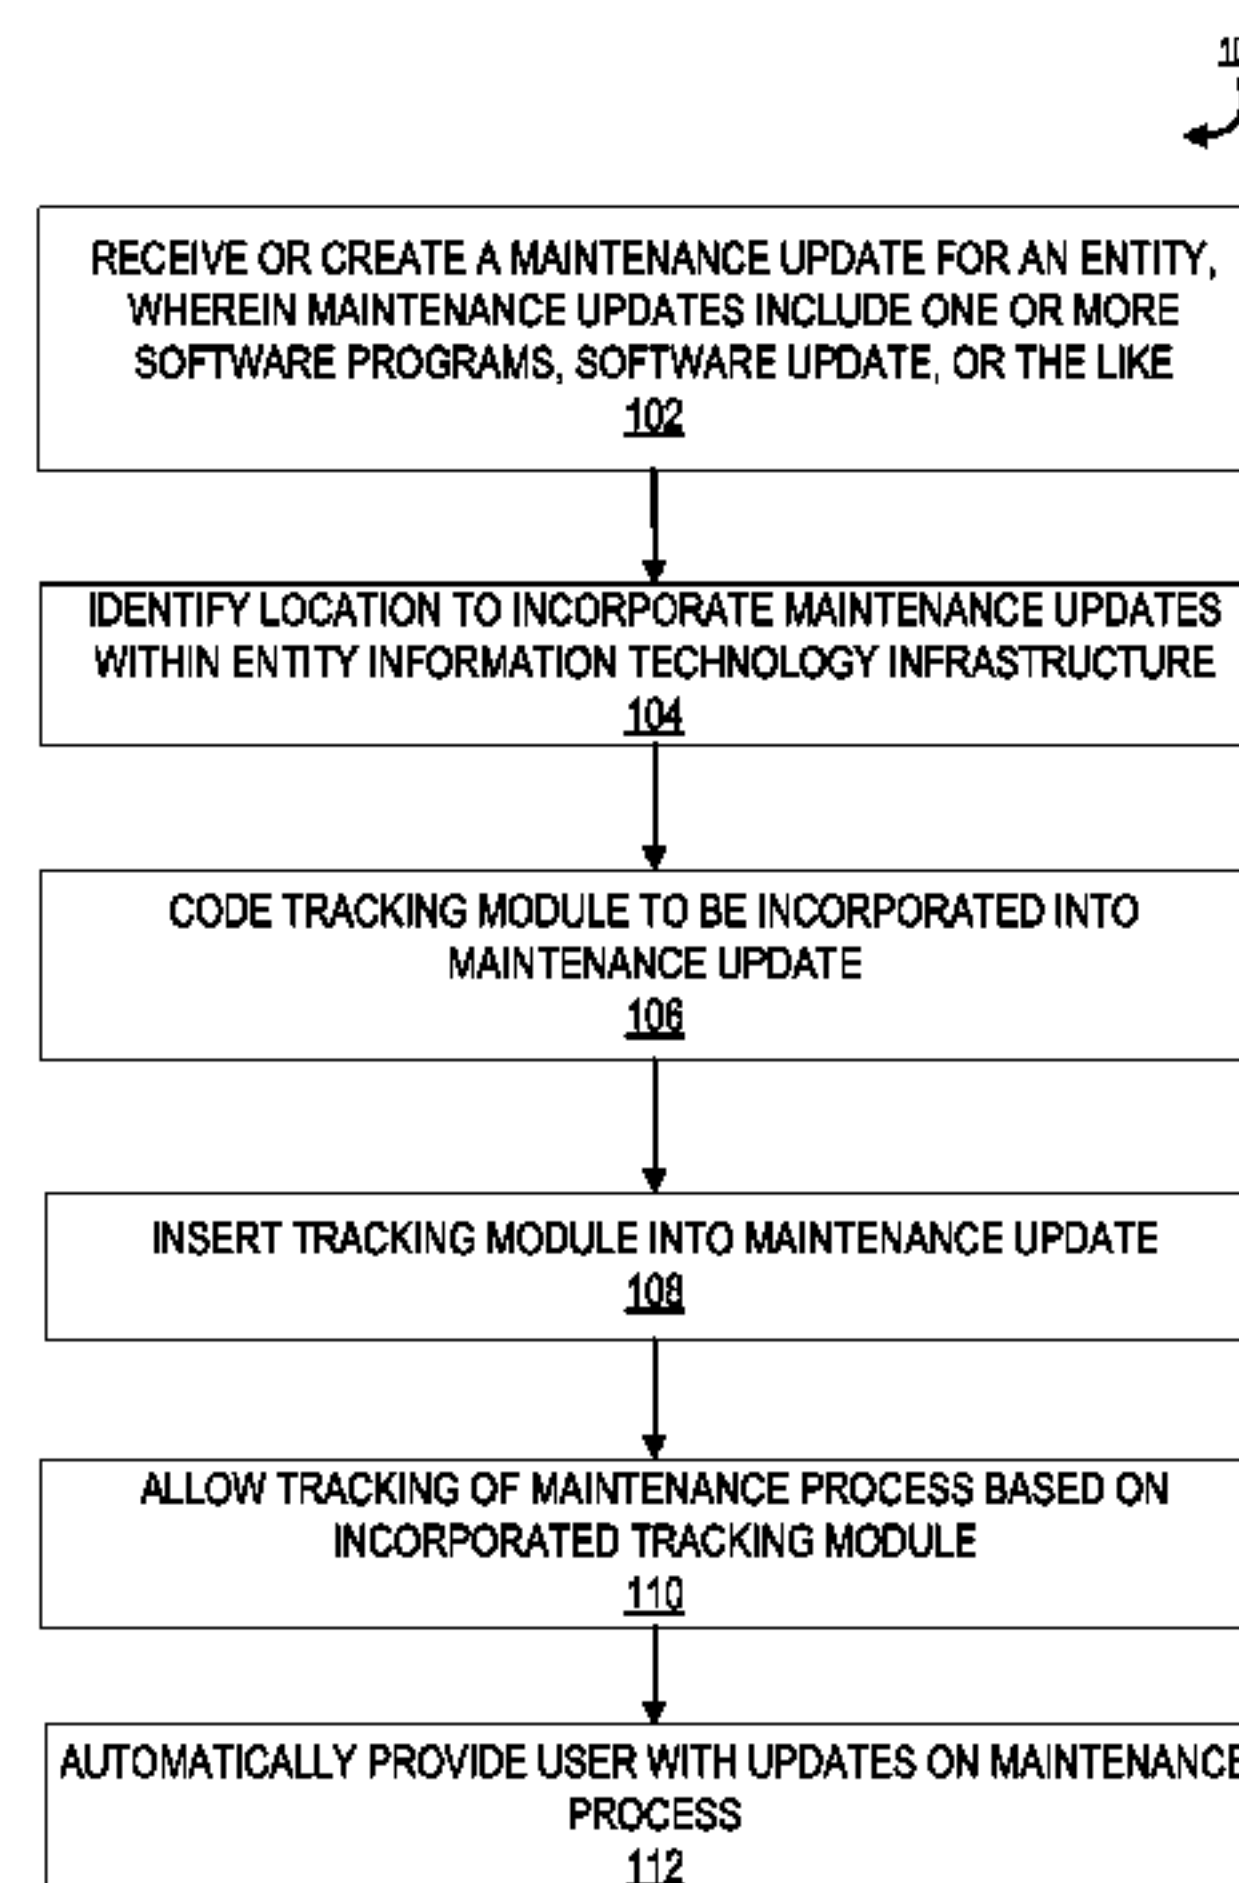 RECEIVE OR CREATE A MAINTENANCE UPDATE FOR AN ENTITY,
WHEREIN MAINTENANCE UPDATES INCLUDE ONE OR MORE
SOFTWARE PROGRAMS, SOFTWARE UPDATE, OR THE LIKE
102
IDENTIFY LOCATION TO INCORPORATE MAINTENANCE UPDATES
WITHIN ENTITY INFORMATION TECHNOLOGY INFRASTRUCTURE
104
CODE TRACKING MODULE TO BE INCORPORATED INTO
MAINTENANCE UPDATE
106
INSERT TRACKING MODULE INTO MAINTENANCE UPDATE
108
ALLOW TRACKING OF MAINTENANCE PROCESS BASED ON
INCORPORATED TRACKING MODULE
110
AUTOMATICALLY PROVIDE USER WITH UPDATES ON MAINTENANCE
PROCESS
112